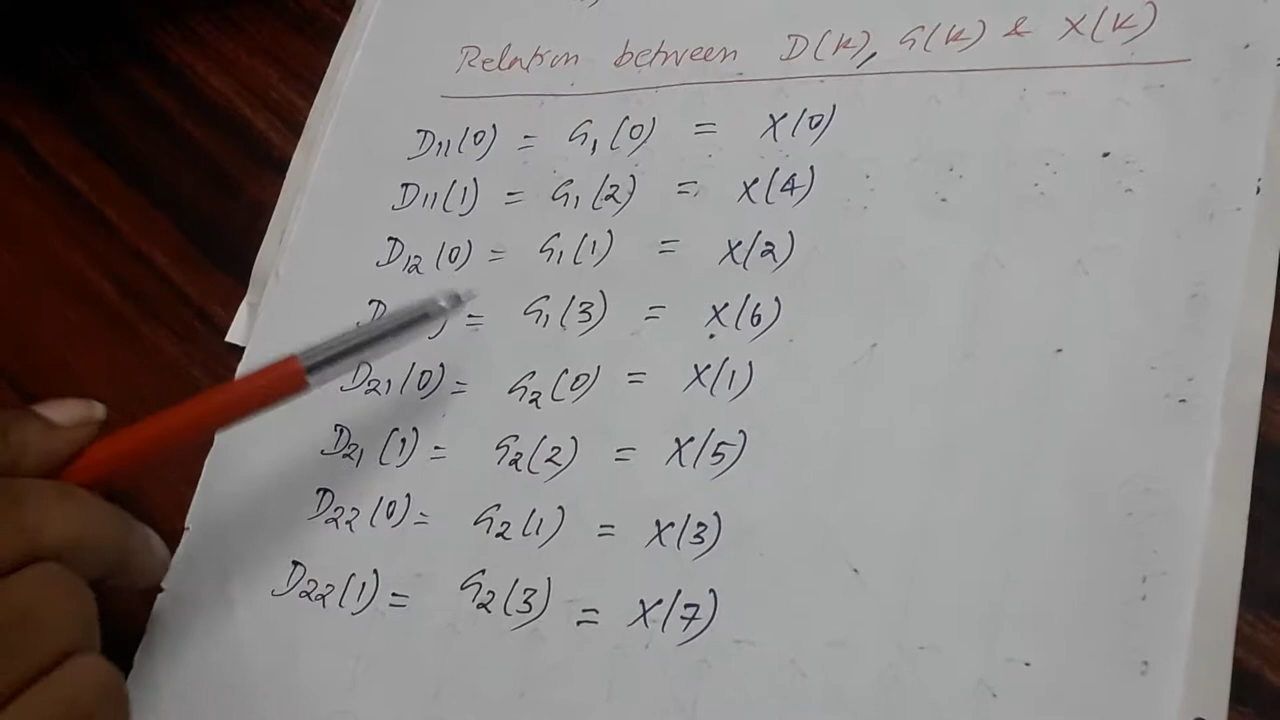 Relation between D(K), G(K) & X(K)
D11(0) = G1(0) = X(0)
D11(1) = G1(2) = X(4)
D12(0) = G1(1) = X(2)
= G1(3) = X(6)
D21(0) = G2(0) = X(1)
D21(1) = G2(2) = X(5)
D22(0) = G2(1) = X(3)
D22(1) = G2(3) = X(7)